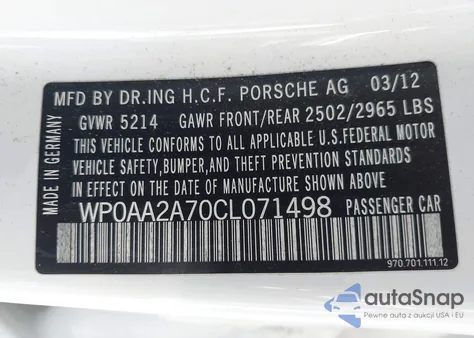 MFD BY DR.ING H.C.F. PORSCHE AG 03/12
GVWR 5214 GAWR FRONT/REAR 2502/2965 LBS
THIS VEHICLE CONFORMS TO ALL APPLICABLE U.S.FEDERAL MOTOR
VEHICLE SAFETY, BUMPER,AND THEFT PREVENTION STANDARDS
IN EFFECT ON THE DATE OF MANUFACTURE SHOWN ABOVE.
WP0AA2A70CL071498 PASSENGER CAR
MADE IN GERMANY
970.701.111.12
autoSnap
Pewne auta z aukcji USA i EU